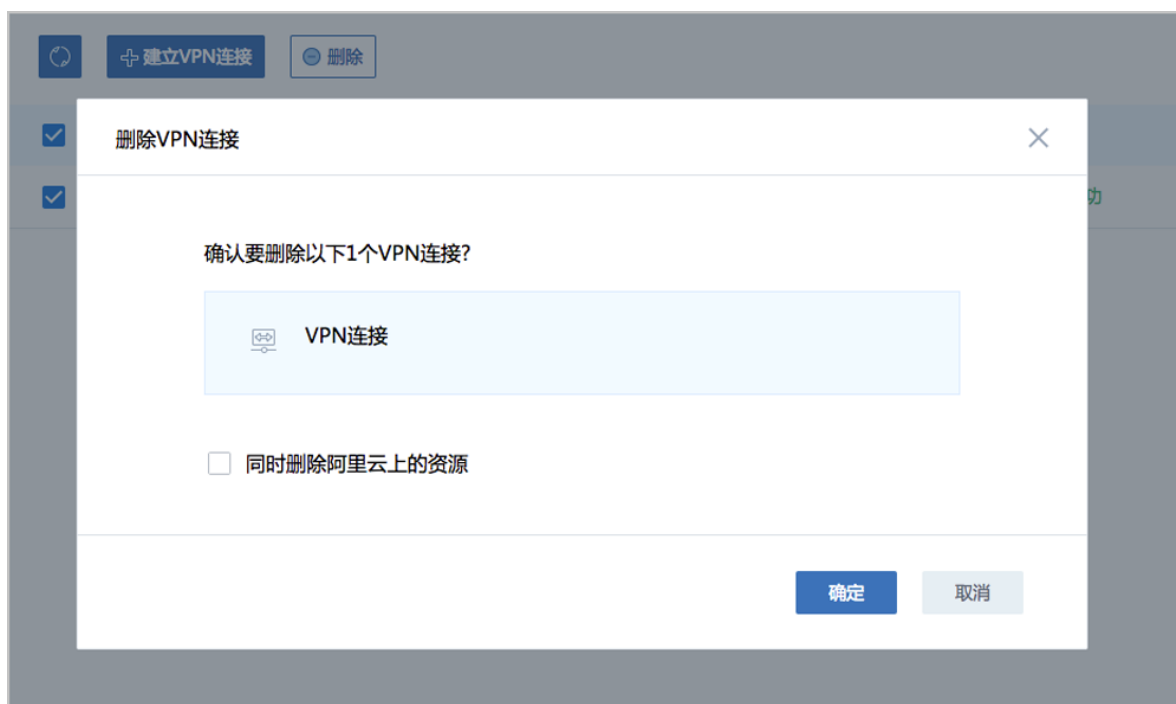 建立VPN连接
删除
删除VPN连接
功
确认要删除以下1个VPN连接?
VPN连接
同时删除阿里云上的资源
确定
取消